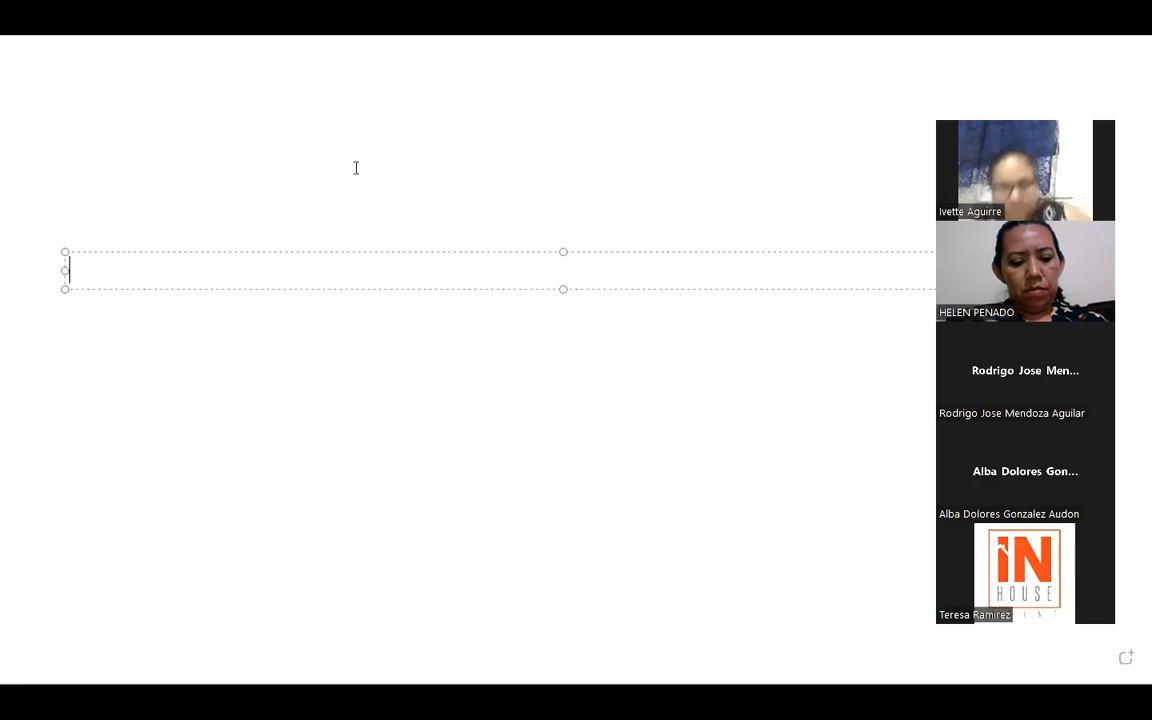 Ivette Aguirre
HELEN PENADO
Rodrigo Jose Men...
Rodrigo Jose Mendoza Aguilar
Alba Dolores Gon...
Alba Dolores Gonzalez Audon
iN
HOUSE
Teresa Ramirez